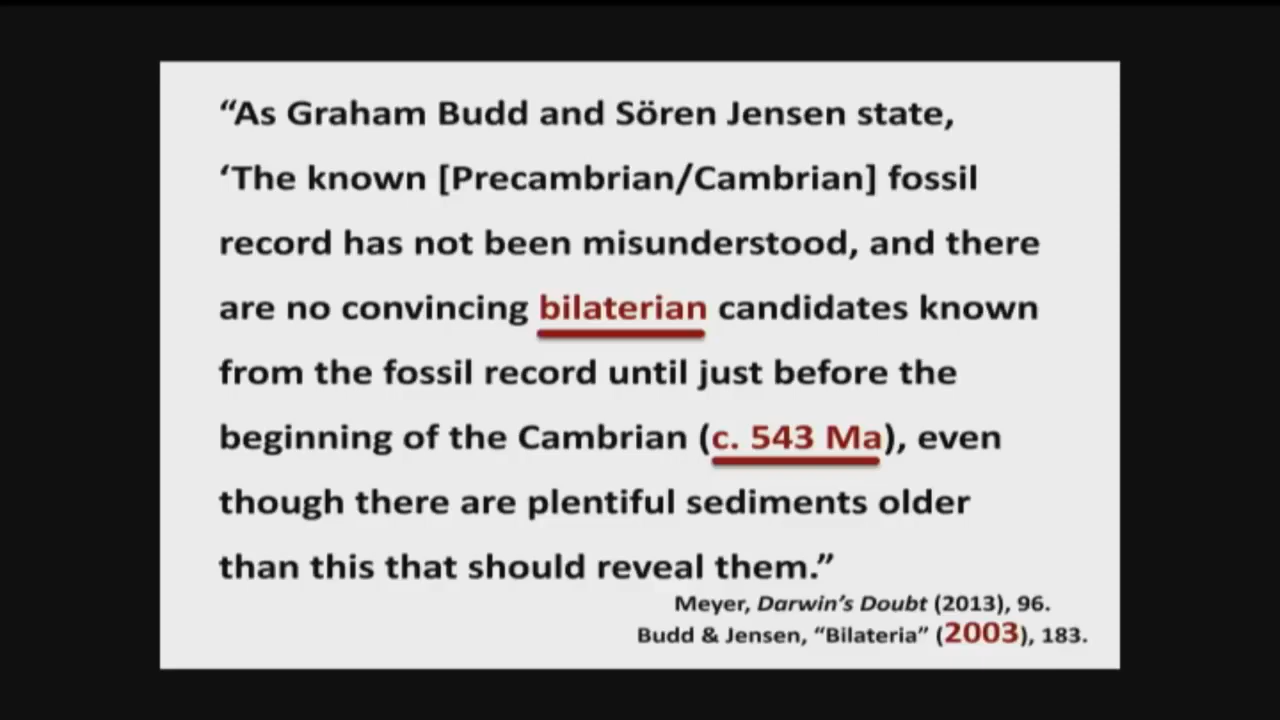 “As Graham Budd and Sören Jensen state,
‘The known [Precambrian/Cambrian] fossil
record has not been misunderstood, and there
are no convincing bilaterian candidates known
from the fossil record until just before the
beginning of the Cambrian (c. 543 Ma), even
though there are plentiful sediments older
than this that should reveal them.”
Meyer, Darwin’s Doubt (2013), 96.
Budd & Jensen, “Bilateria” (2003), 183.